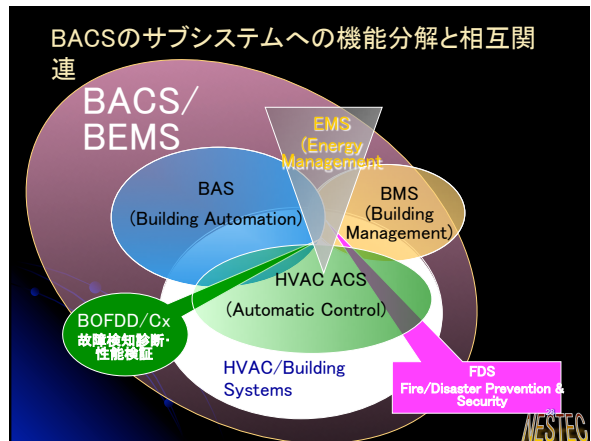 BACSのサブシステムへの機能分解と相互関
連
BACS/
BEMS
EMS
(Energy
Management
BAS
(Building Automation)
BMS
(Building
Management)
HVAC ACS
(Automatic Control)
BOFDD/Cx
故障検知診断・
性能検証
HVAC/Building
Systems
FDS
Fire/Disaster Prevention &
Security
28
NESTEC